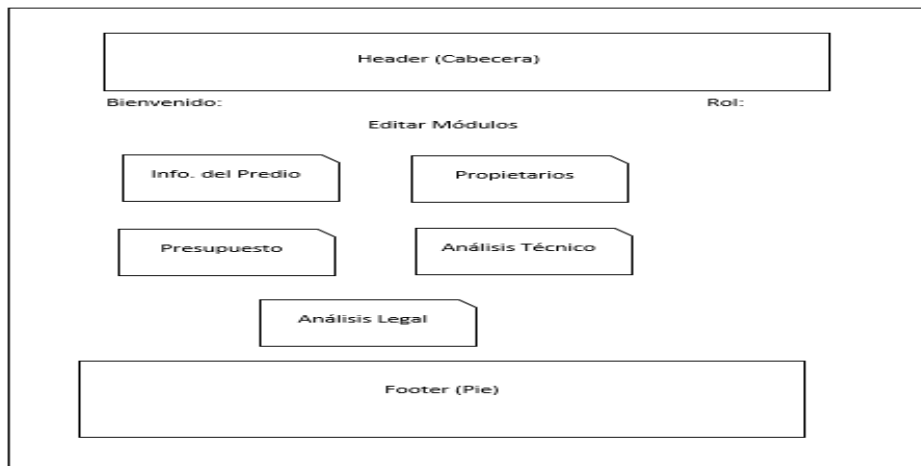 Header (Cabecera)
Bienvenido:
Rol:
Editar Módulos
Info. del Predio
Propietarios
Presupuesto
Análisis Técnico
Análisis Legal
Footer (Pie)